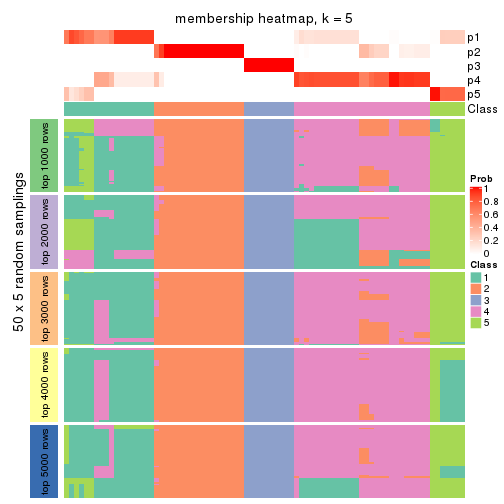 membership heatmap, k = 5
p1
p2
p3
p4
p5
Class
50 x 5 random samplings
top 1000 rows
top 2000 rows
top 3000 rows
top 4000 rows
top 5000 rows
Prob
1
0.8
0.6
0.4
0.2
0
Class
1
2
3
4
5